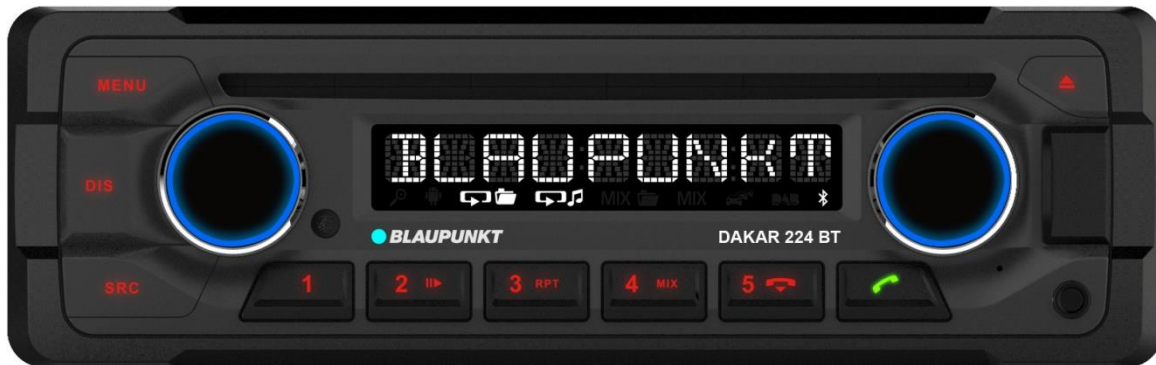 MENU
BLAUPUNKT
DIS
MIX MIX DAB
BLAUPUNKT DAKAR 224 BT
SRC
1 2 3 RPT 4 MIX 5